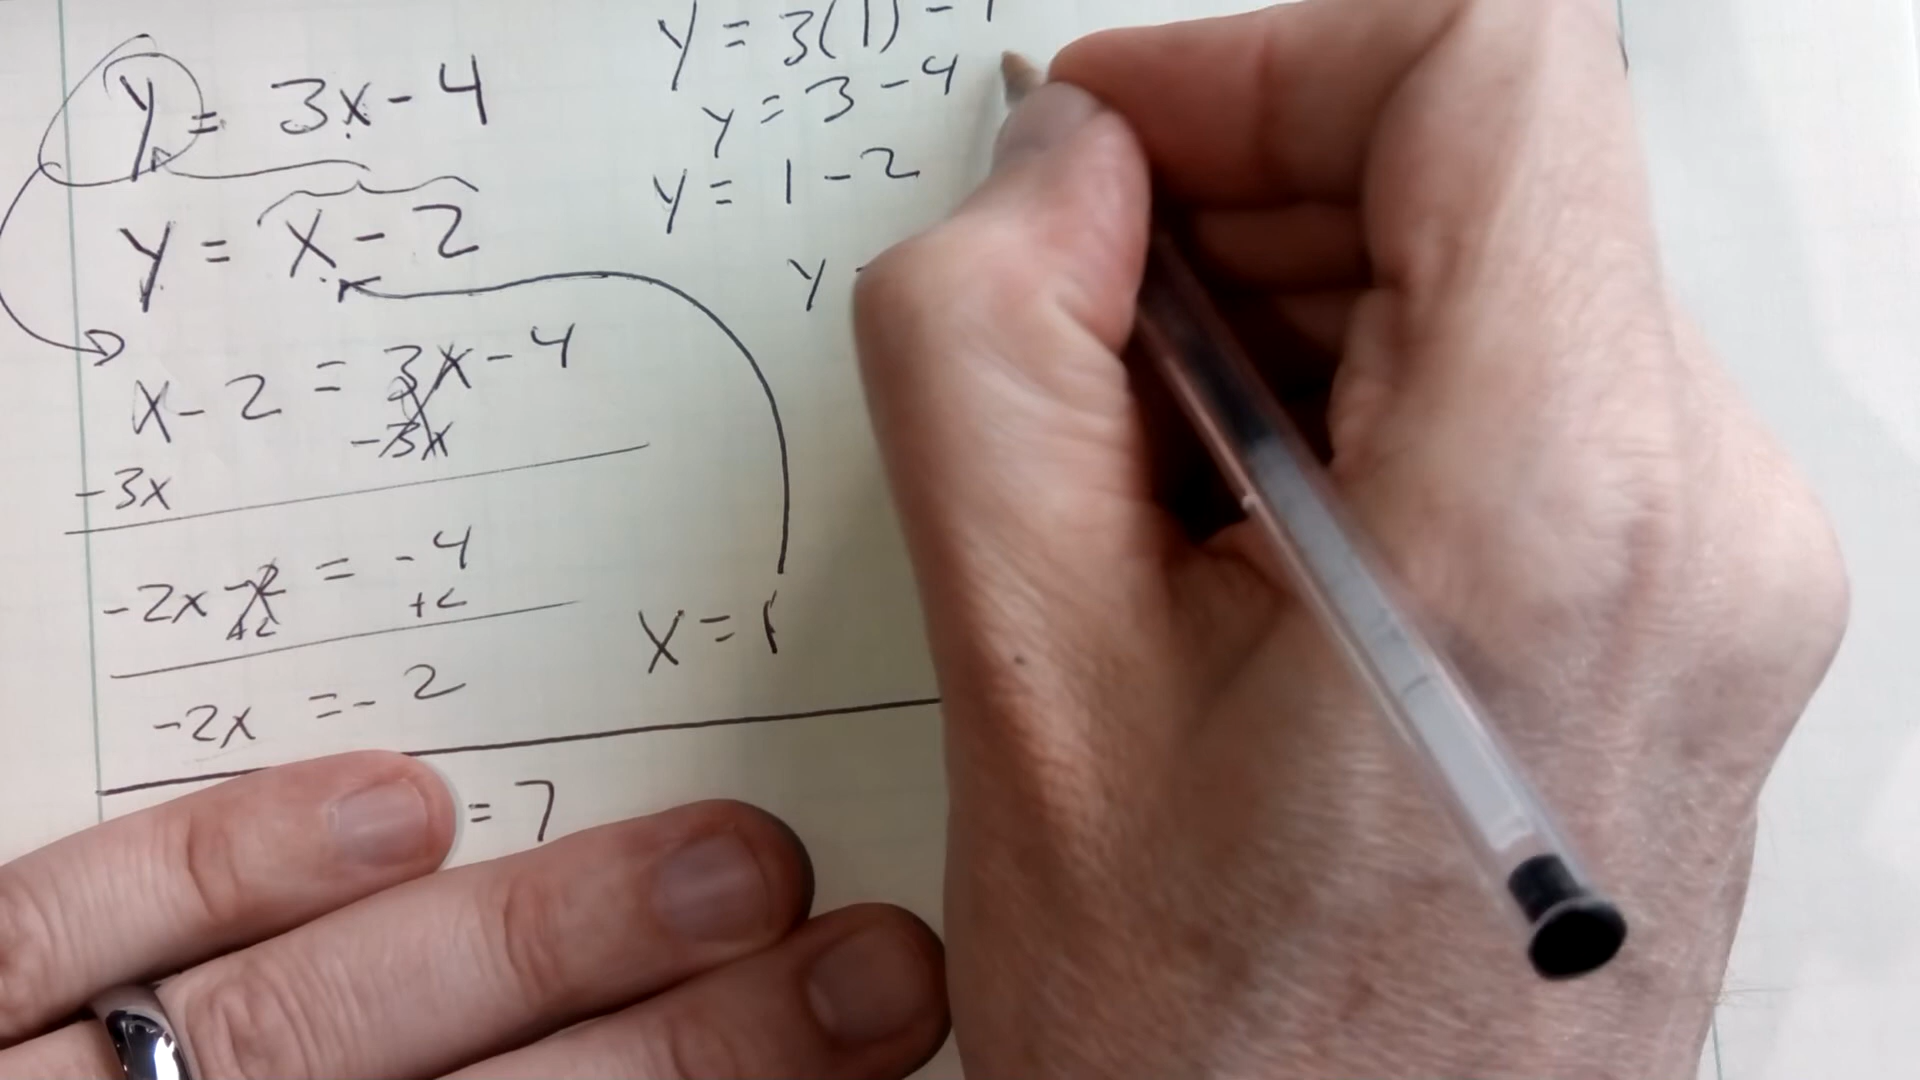 y = 3x - 4
y = x - 2
x - 2 = 3x - 4
-3x
-3x
-2x -2 = -4
+2 +2
-2x = -2
x = 1
= 7
y = 3(1) -
y = 3 - 4
y = 1 - 2
y